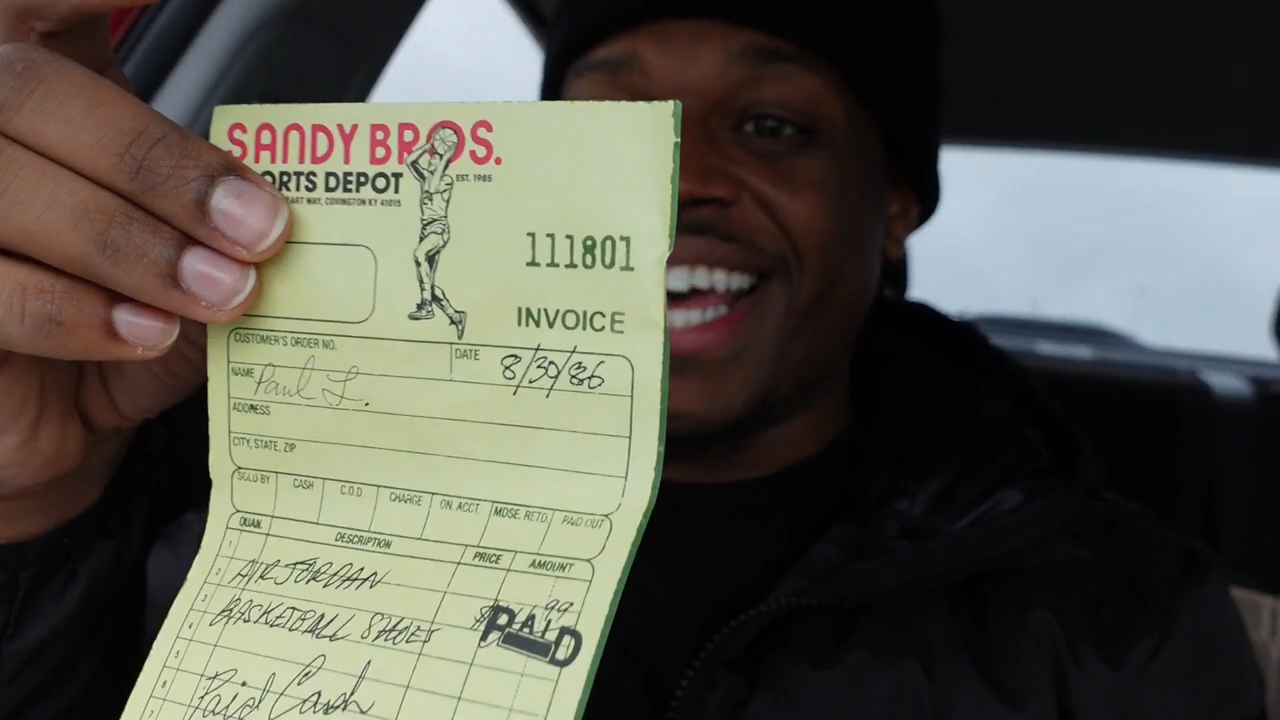 SANDY BROS.
ORTS DEPOT EST. 1985
WAY, COVINGTON KY 41015
111801
INVOICE
CUSTOMER'S ORDER NO. DATE 8/30/86
NAME Paul L.
ADDRESS
CITY, STATE, ZIP
SOLD BY CASH C.O.D. CHARGE ON ACCT. MDSE. RETD. PAID OUT
QUAN. DESCRIPTION PRICE AMOUNT
1
2 AIR JORDAN
3 BASKETBALL SHOES 99
4 PAID
5
6 Paid Cash
7